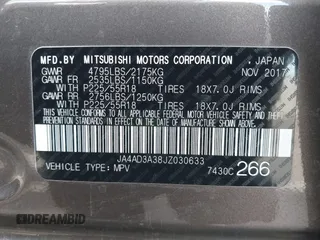 MFD.BY MITSUBISHI MOTORS CORPORATION, JAPAN
GVWR 4795LBS/2175KG NOV 2017
GAWR FR 2535LBS/1150KG
WITH P225/55R18 TIRES 18X7.0J RIMS
GAWR RR 2756LBS/1250KG
WITH P225/55R18 TIRES 18X7.0J RIMS
JA4AD3A38JZ030633
VEHICLE TYPE: MPV 7430C 266
DREAMBID